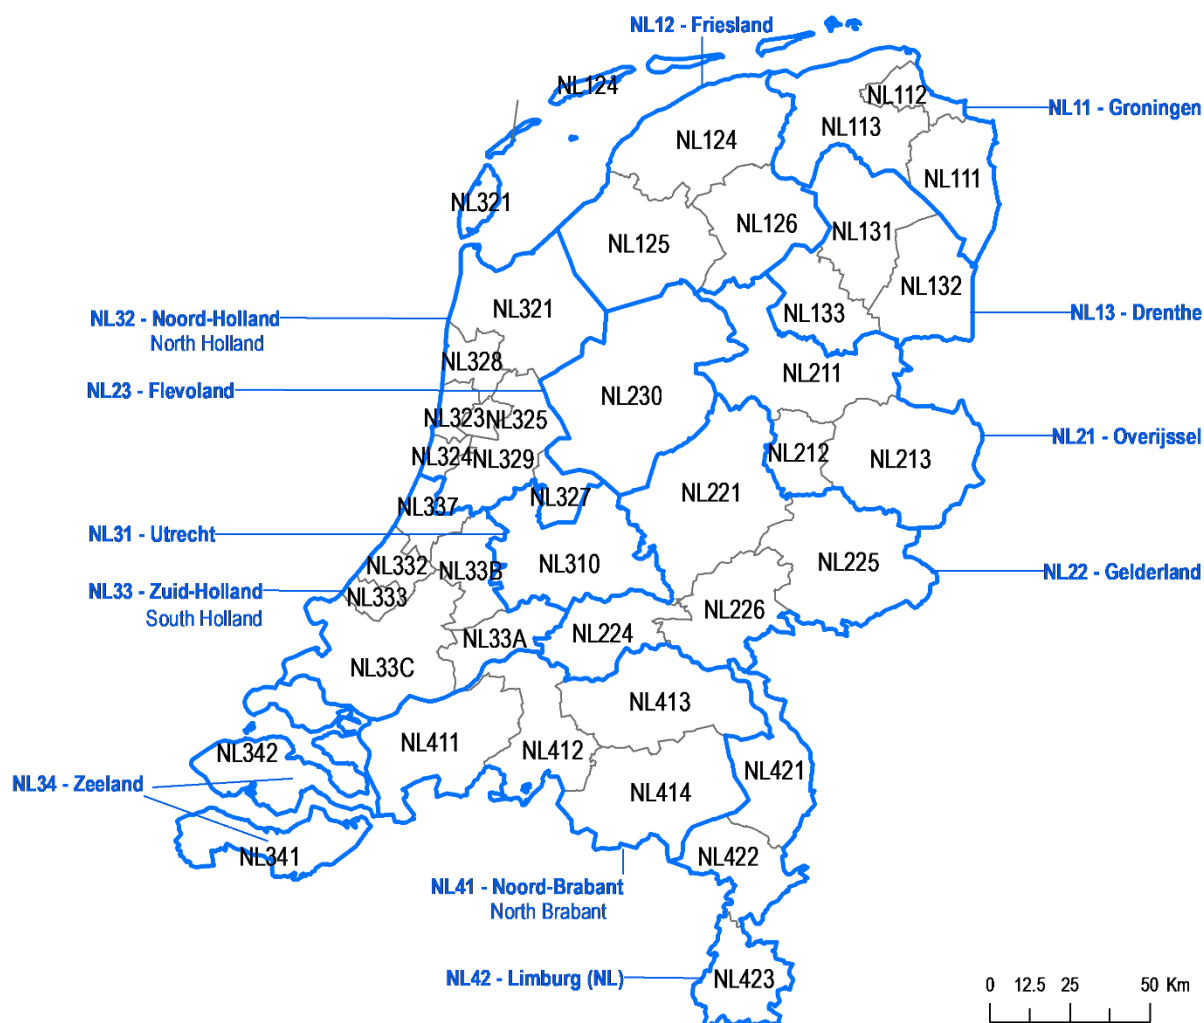 NL12 - Friesland
NL124
NL112
NL11 - Groningen
NL113
NL124
NL111
NL321
NL126
NL131
NL125
NL132
NL321
NL133
NL13 - Drenthe
NL32 - Noord-Holland
North Holland
NL328
NL211
NL23 - Flevoland
NL230
NL323
NL325
NL21 - Overijssel
NL324
NL329
NL212
NL213
NL221
NL327
NL337
NL31 - Utrecht
NL310
NL225
NL332
NL33B
NL22 - Gelderland
NL33 - Zuid-Holland
South Holland
NL333
NL226
NL224
NL33A
NL33C
NL413
NL411
NL412
NL342
NL421
NL34 - Zeeland
NL414
NL341
NL422
NL41 - Noord-Brabant
North Brabant
NL42 - Limburg (NL)
NL423
0 12.5 25 50 Km